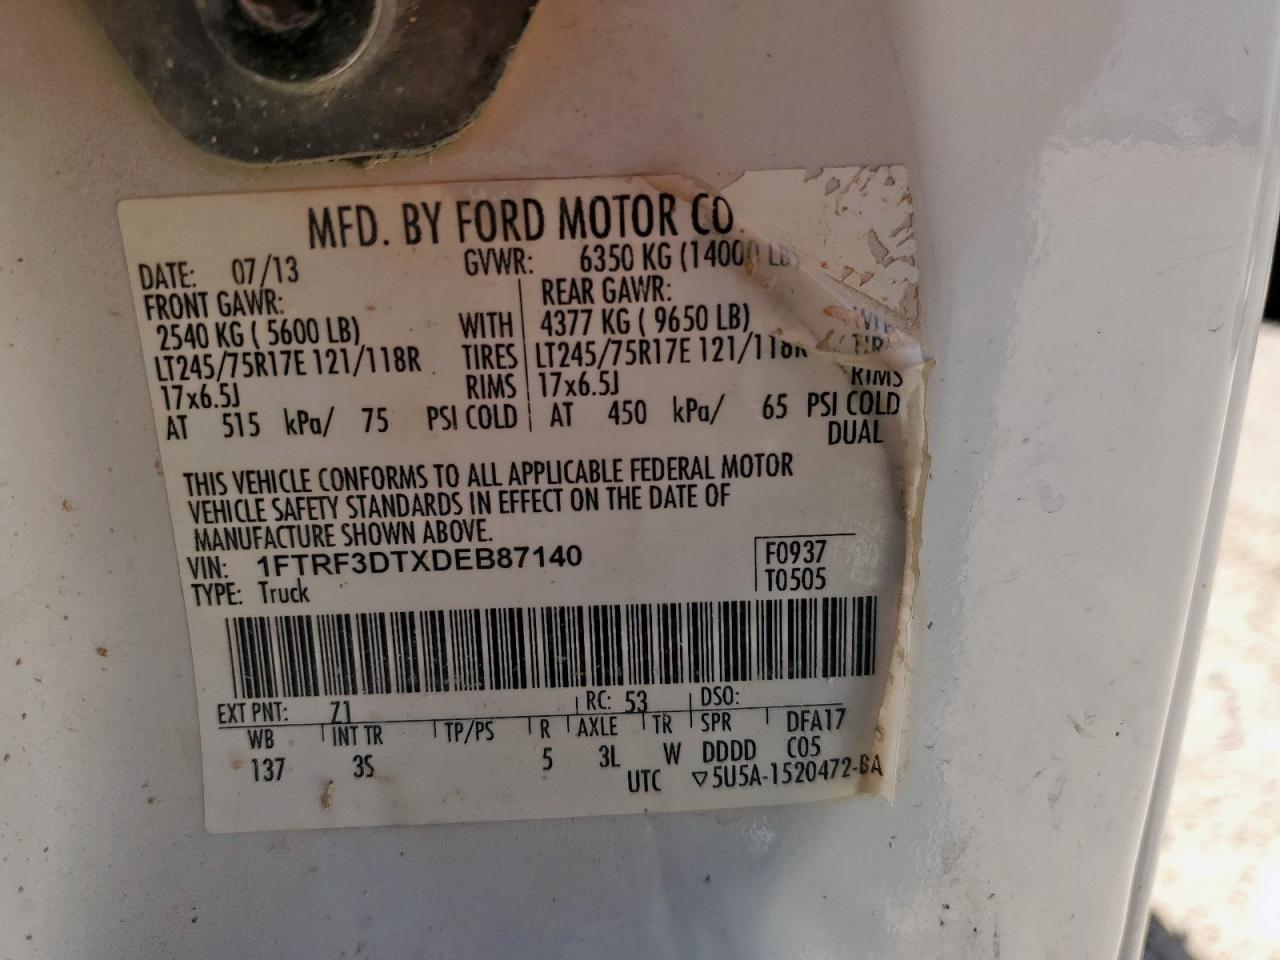 MFD. BY FORD MOTOR CO.
DATE: 07/13 GVWR: 6350 KG (14000 LB)
FRONT GAWR: REAR GAWR:
2540 KG ( 5600 LB) WITH 4377 KG ( 9650 LB)
LT245/75R17E 121/118R TIRES LT245/75R17E 121/118R
17x6.5J RIMS 17x6.5J RIMS
AT 515 kPa/ 75 PSI COLD AT 450 kPa/ 65 PSI COLD
DUAL
THIS VEHICLE CONFORMS TO ALL APPLICABLE FEDERAL MOTOR
VEHICLE SAFETY STANDARDS IN EFFECT ON THE DATE OF
MANUFACTURE SHOWN ABOVE.
VIN: 1FTRF3DTXDEB87140 F0937
TYPE: Truck T0505
EXT PNT: Z1 RC: 53 DSO:
WB INT TR TP/PS R AXLE TR SPR DFA17
137 3S 5 3L W DDDD C05
UTC ▽5U5A-1520472-BA